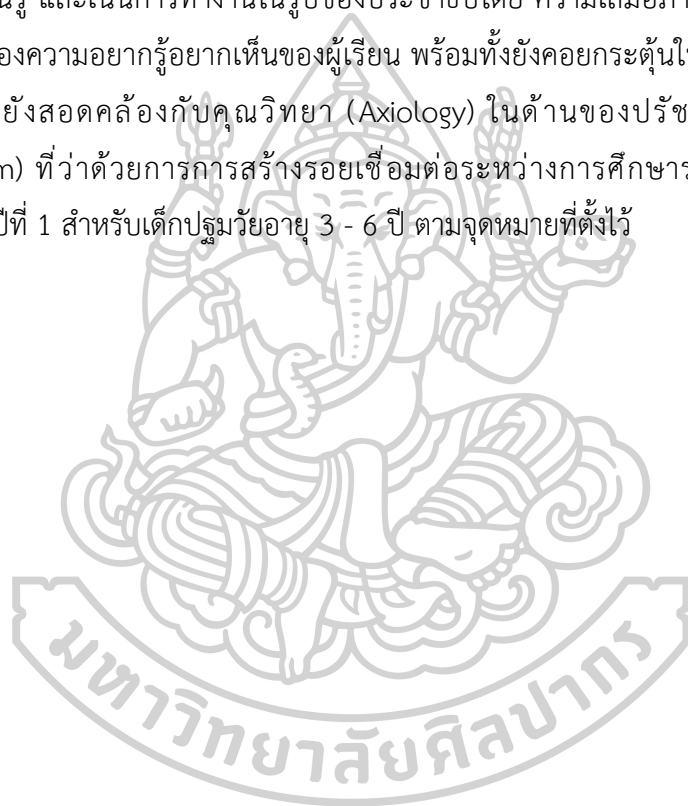 และเน้นการทำงานในรูปของประชาธิปไตย
ของความอยากรู้อยากเห็นของผู้เรียน พร้อมทั้งยังคอยกระตุ้น
ยังสอดคล้องกับคุณวิทยา (Axiology) ในด้านของปรัช
m) ที่ว่าด้วยการการสร้างรอยเชื่อมต่อระหว่างการศึกษา
ปีที่ 1 สำหรับเด็กปฐมวัยอายุ 3 - 6 ปี ตามจุดหมายที่ตั้งไว้
มหาวิทยาลัยศิลปากร